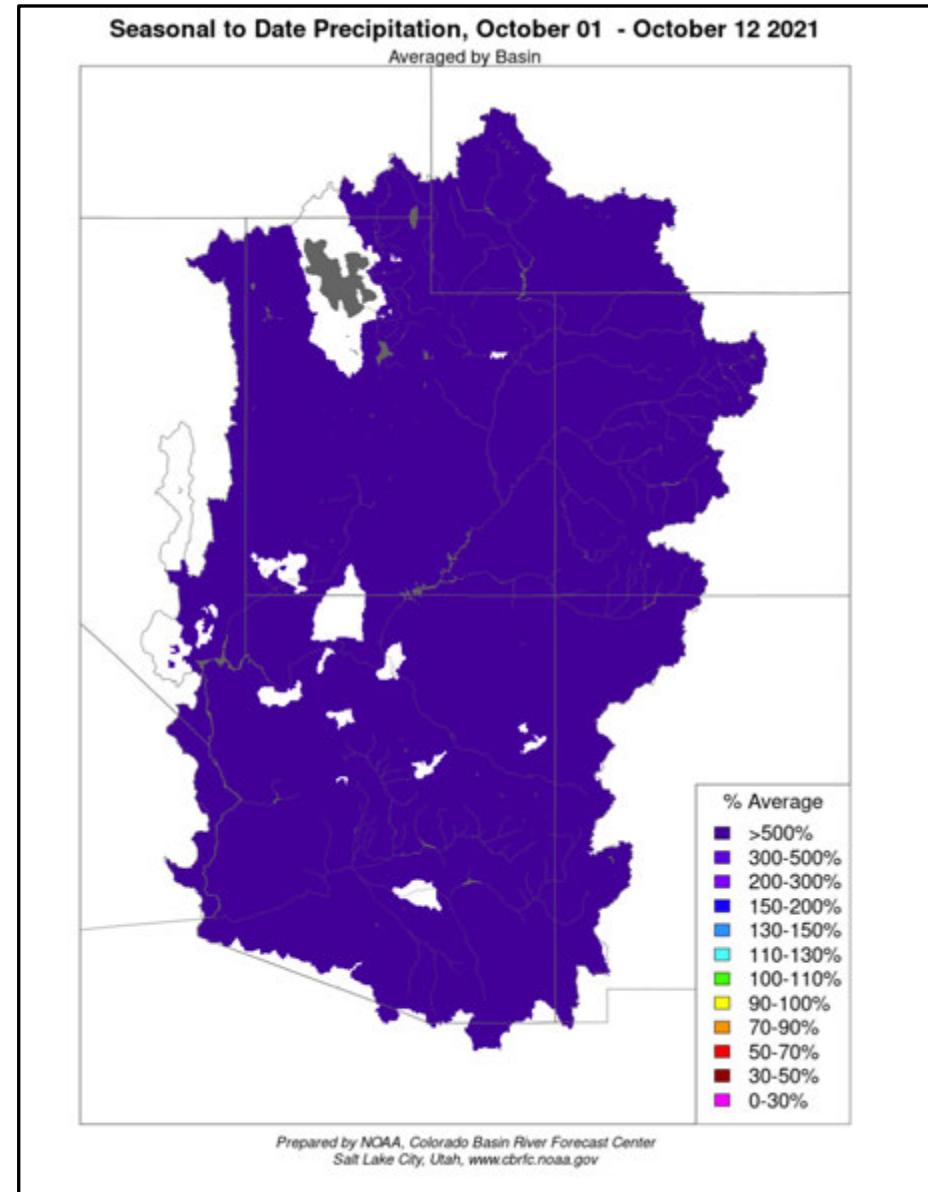 Seasonal to Date Precipitation, October 01 - October 12 2021
Averaged by Basin
% Average
>500%
300-500%
200-300%
150-200%
130-150%
110-130%
100-110%
90-100%
70-90%
50-70%
30-50%
0-30%
Prepared by NOAA, Colorado Basin River Forecast Center
Salt Lake City, Utah, www.cbrfc.noaa.gov